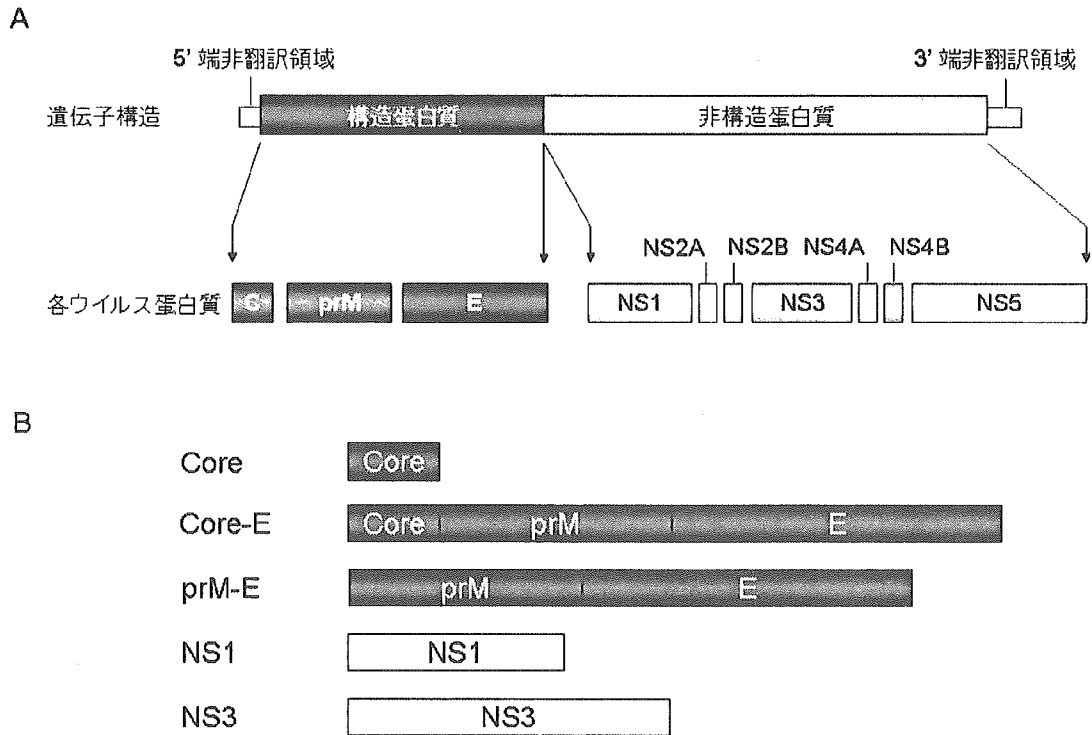 A
5' 端非翻訳領域 3' 端非翻訳領域
遺伝子構造 構造蛋白質 非構造蛋白質
NS2A NS2B NS4A NS4B
各ウイルス蛋白質 C prM E NS1 NS3 NS5
B
Core Core
Core-E Core prM E
prM-E prM E
NS1 NS1
NS3 NS3